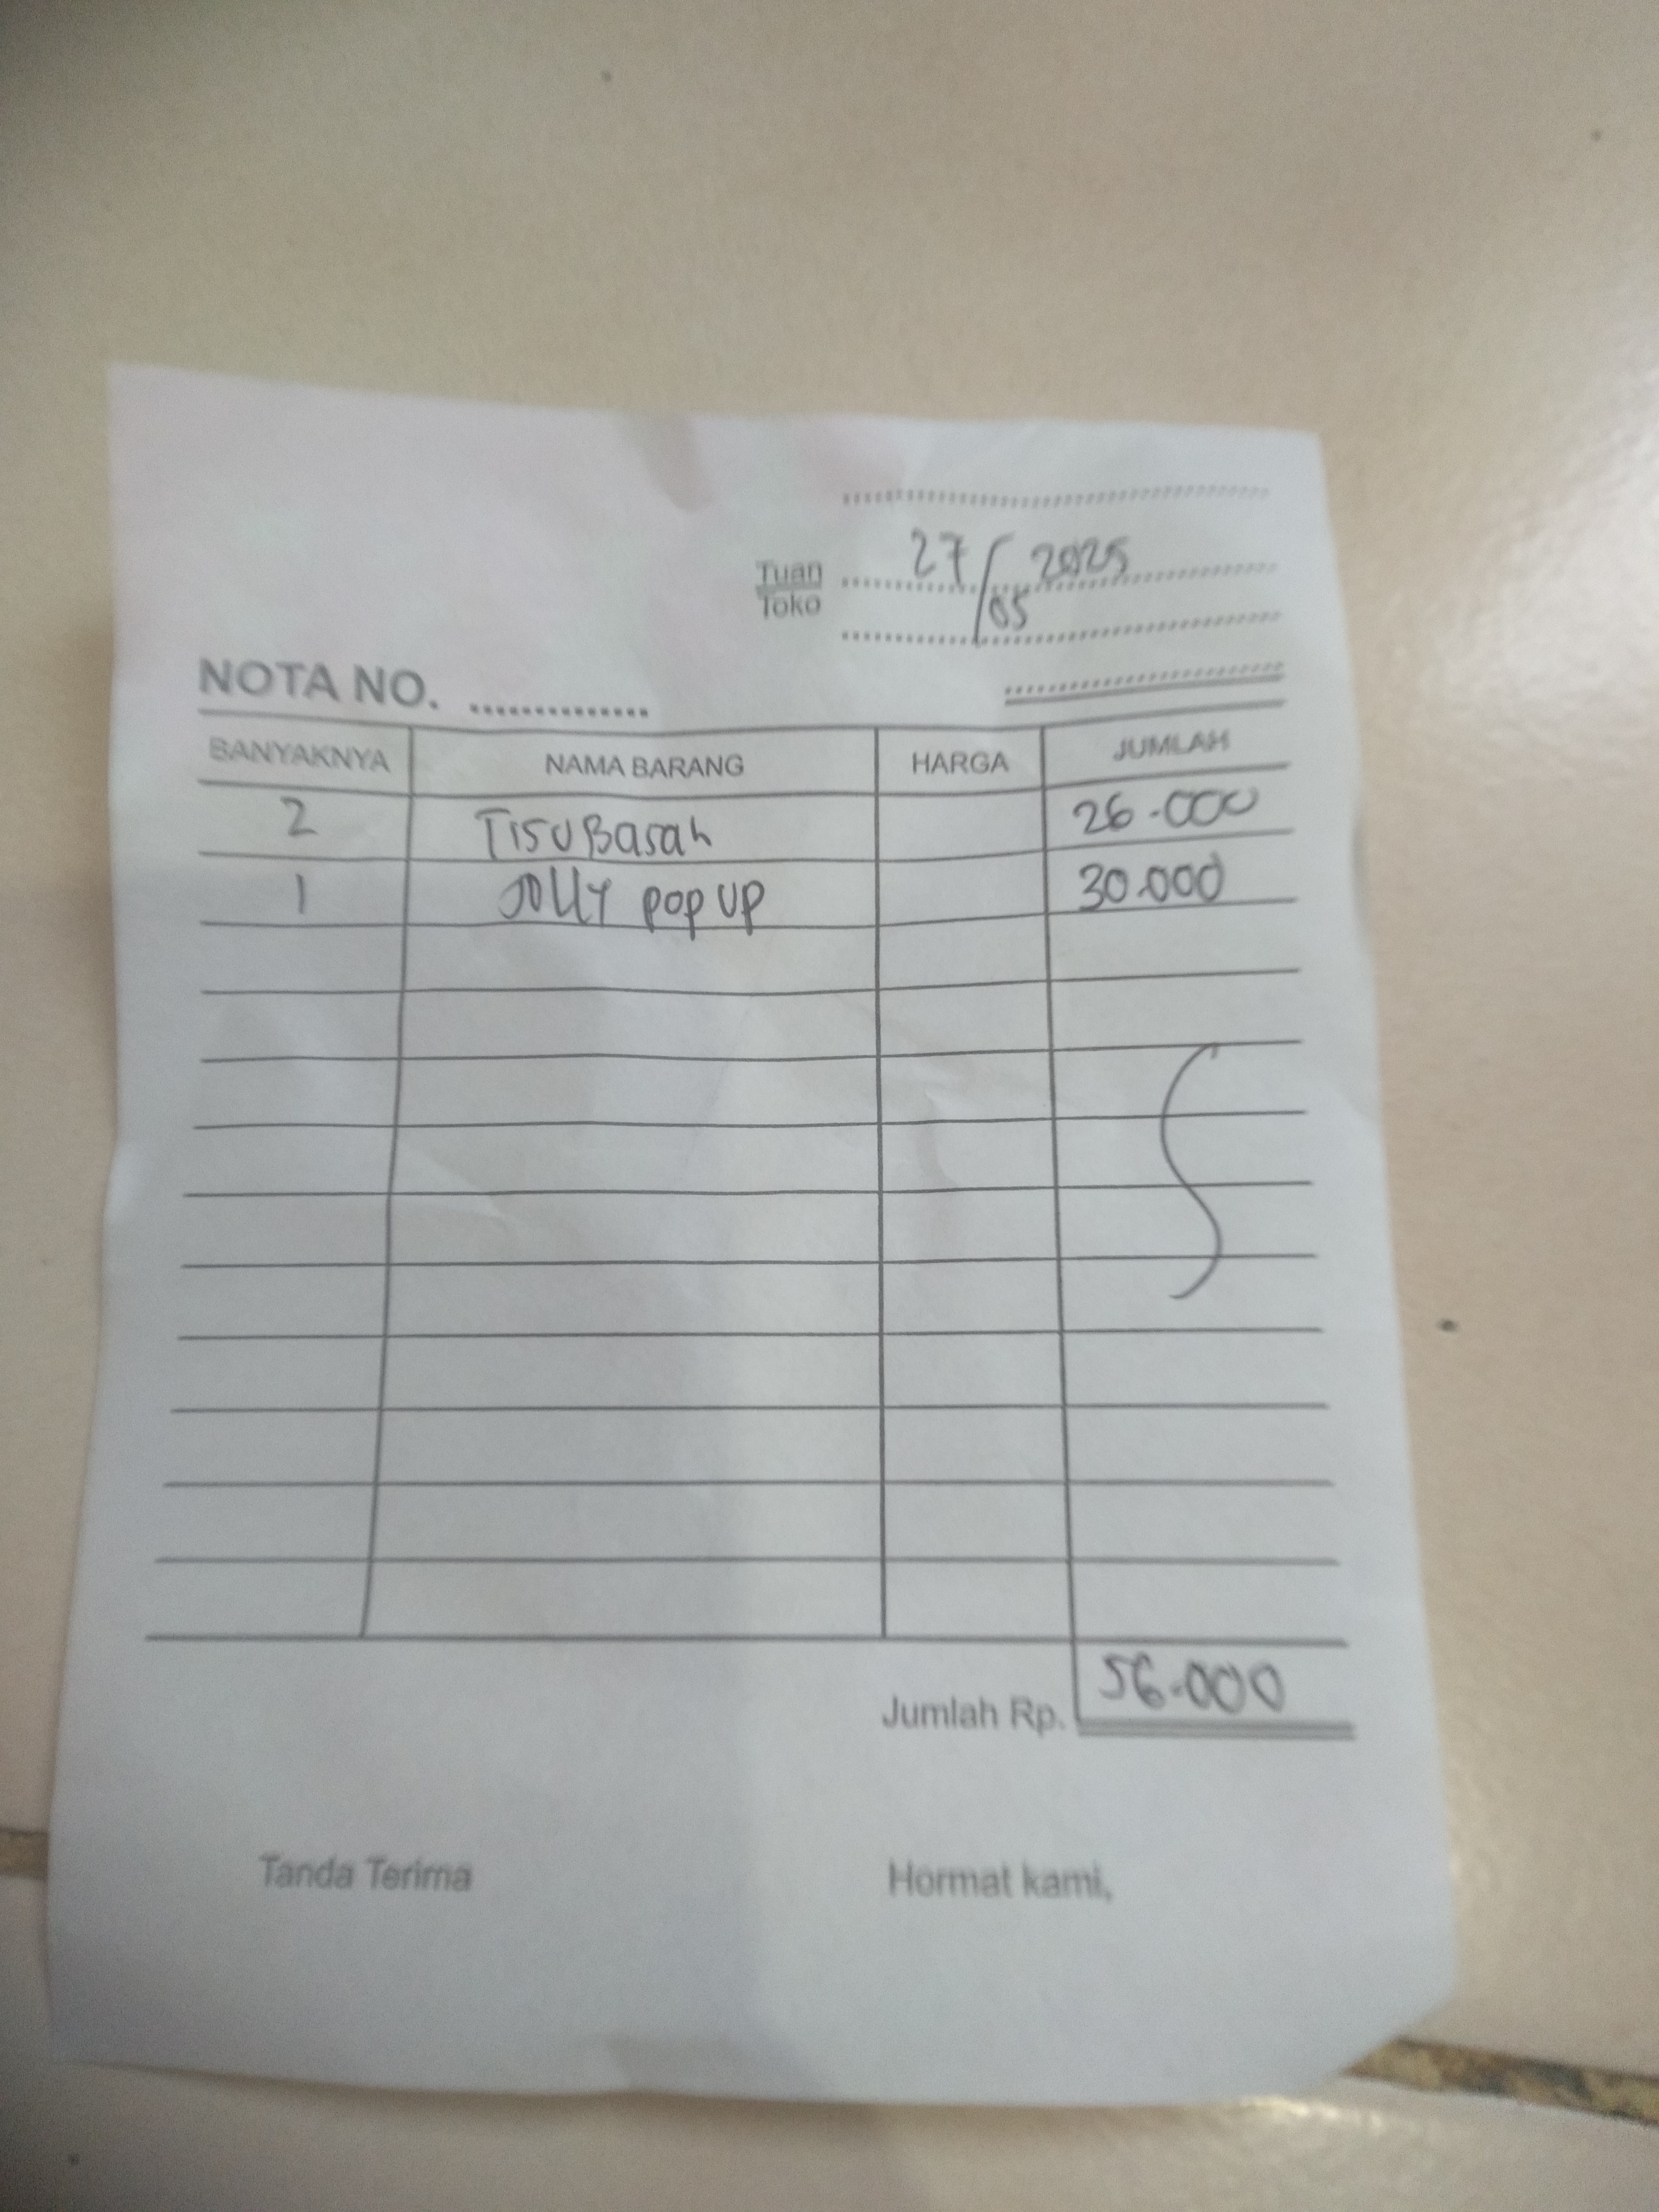 27/05 2025
Tuan
Toko
NOTA NO. ..............
BANYAKNYA NAMA BARANG HARGA JUMLAH
2 Tisu Basah 26.000
1 JOLLY pop up 30.000
Jumlah Rp. 56.000
Tanda Terima Hormat kami,